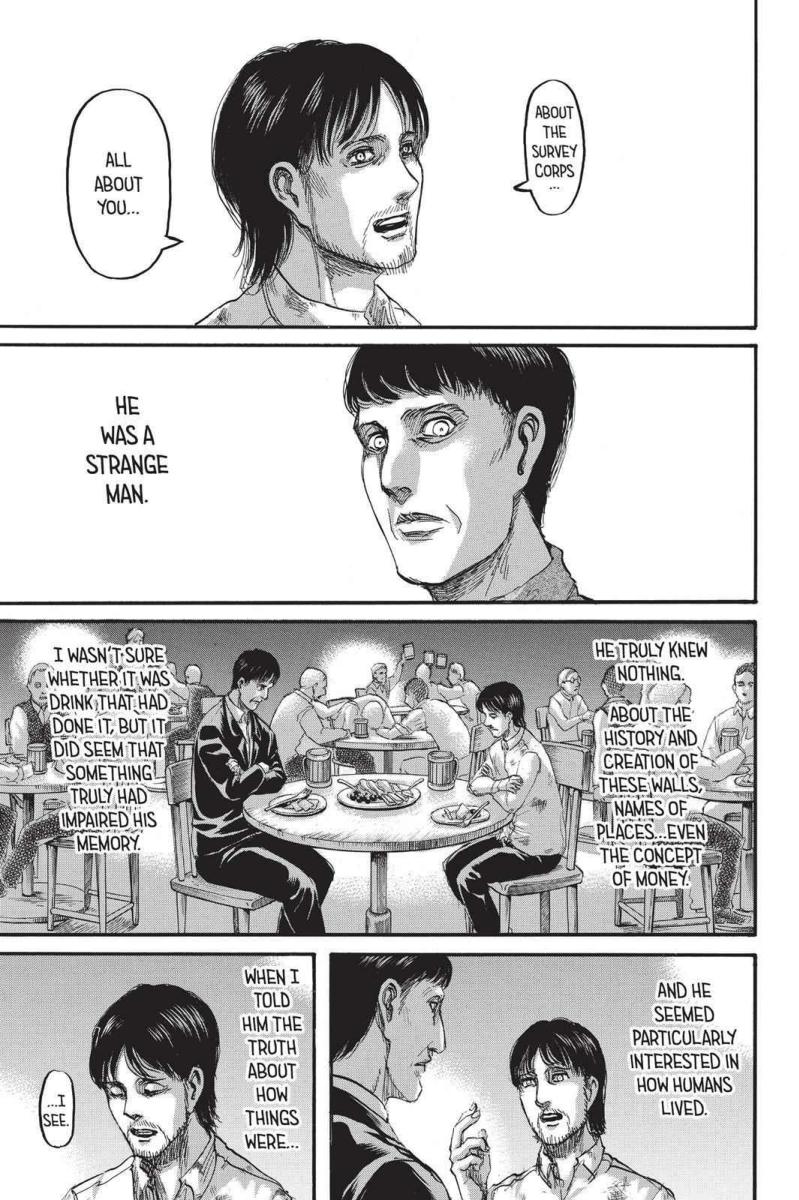 ABOUT
THE
SURVEY
CORPS
...
ALL
ABOUT
YOU...
HE
WAS A
STRANGE
MAN.
HE TRULY KNEW
NOTHING.
ABOUT THE
HISTORY AND
CREATION OF
THESE WALLS,
NAMES OF
PLACES...EVEN
THE CONCEPT
OF MONEY.
I WASN'T SURE
WHETHER IT WAS
DRINK THAT HAD
DONE IT, BUT IT
DID SEEM THAT
SOMETHING
TRULY HAD
IMPAIRED HIS
MEMORY.
AND HE
SEEMED
PARTICULARLY
INTERESTED IN
HOW HUMANS
LIVED.
WHEN I
TOLD
HIM THE
TRUTH
ABOUT
HOW
THINGS
WERE...
...I
SEE.